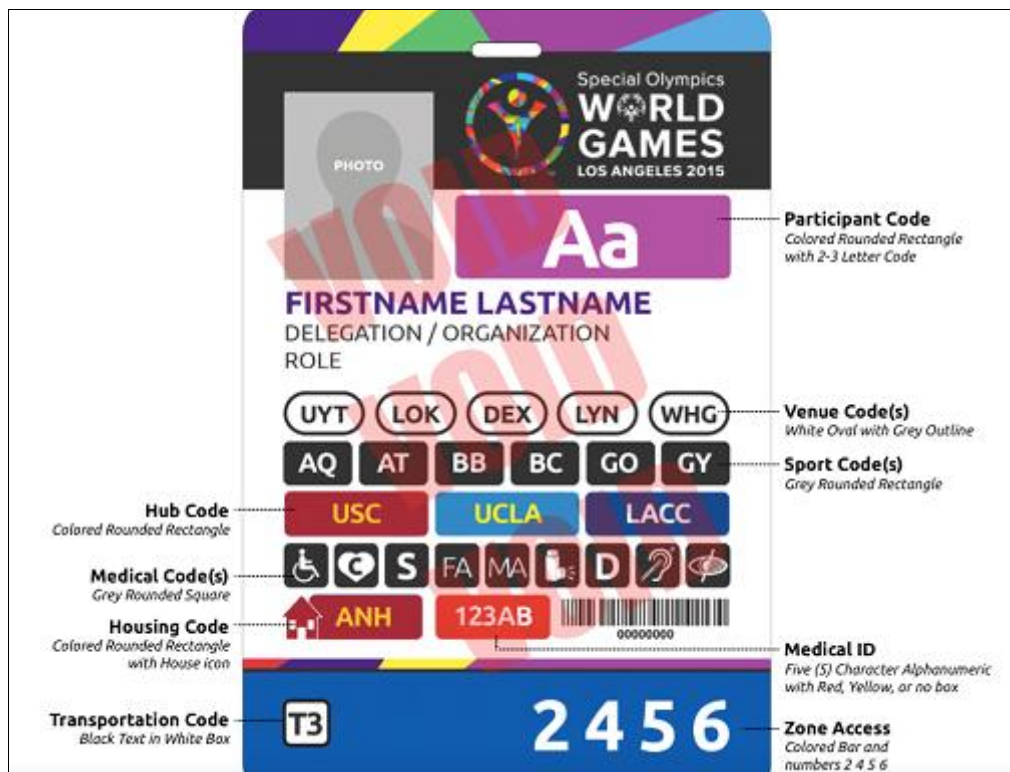 Special Olympics
WORLD
GAMES
LOS ANGELES 2015
PHOTO
Aa
Participant Code
Colored Rounded Rectangle
with 2-3 Letter Code
FIRSTNAME LASTNAME
DELEGATION / ORGANIZATION
ROLE
VOID
VOID
VOID
UYT LOK DEX LYN WHG
Venue Code(s)
White Oval with Grey Outline
AQ AT BB BC GO GY
Sport Code(s)
Grey Rounded Rectangle
Hub Code
Colored Rounded Rectangle
USC UCLA LACC
Medical Code(s)
Grey Rounded Square
C S FA MA D
Housing Code
Colored Rounded Rectangle
with House icon
ANH 123AB
00000000
Medical ID
Five (5) Character Alphanumeric
with Red, Yellow, or no box
Transportation Code
Black Text in White Box
T3
2 4 5 6
Zone Access
Colored Bar and
numbers 2 4 5 6